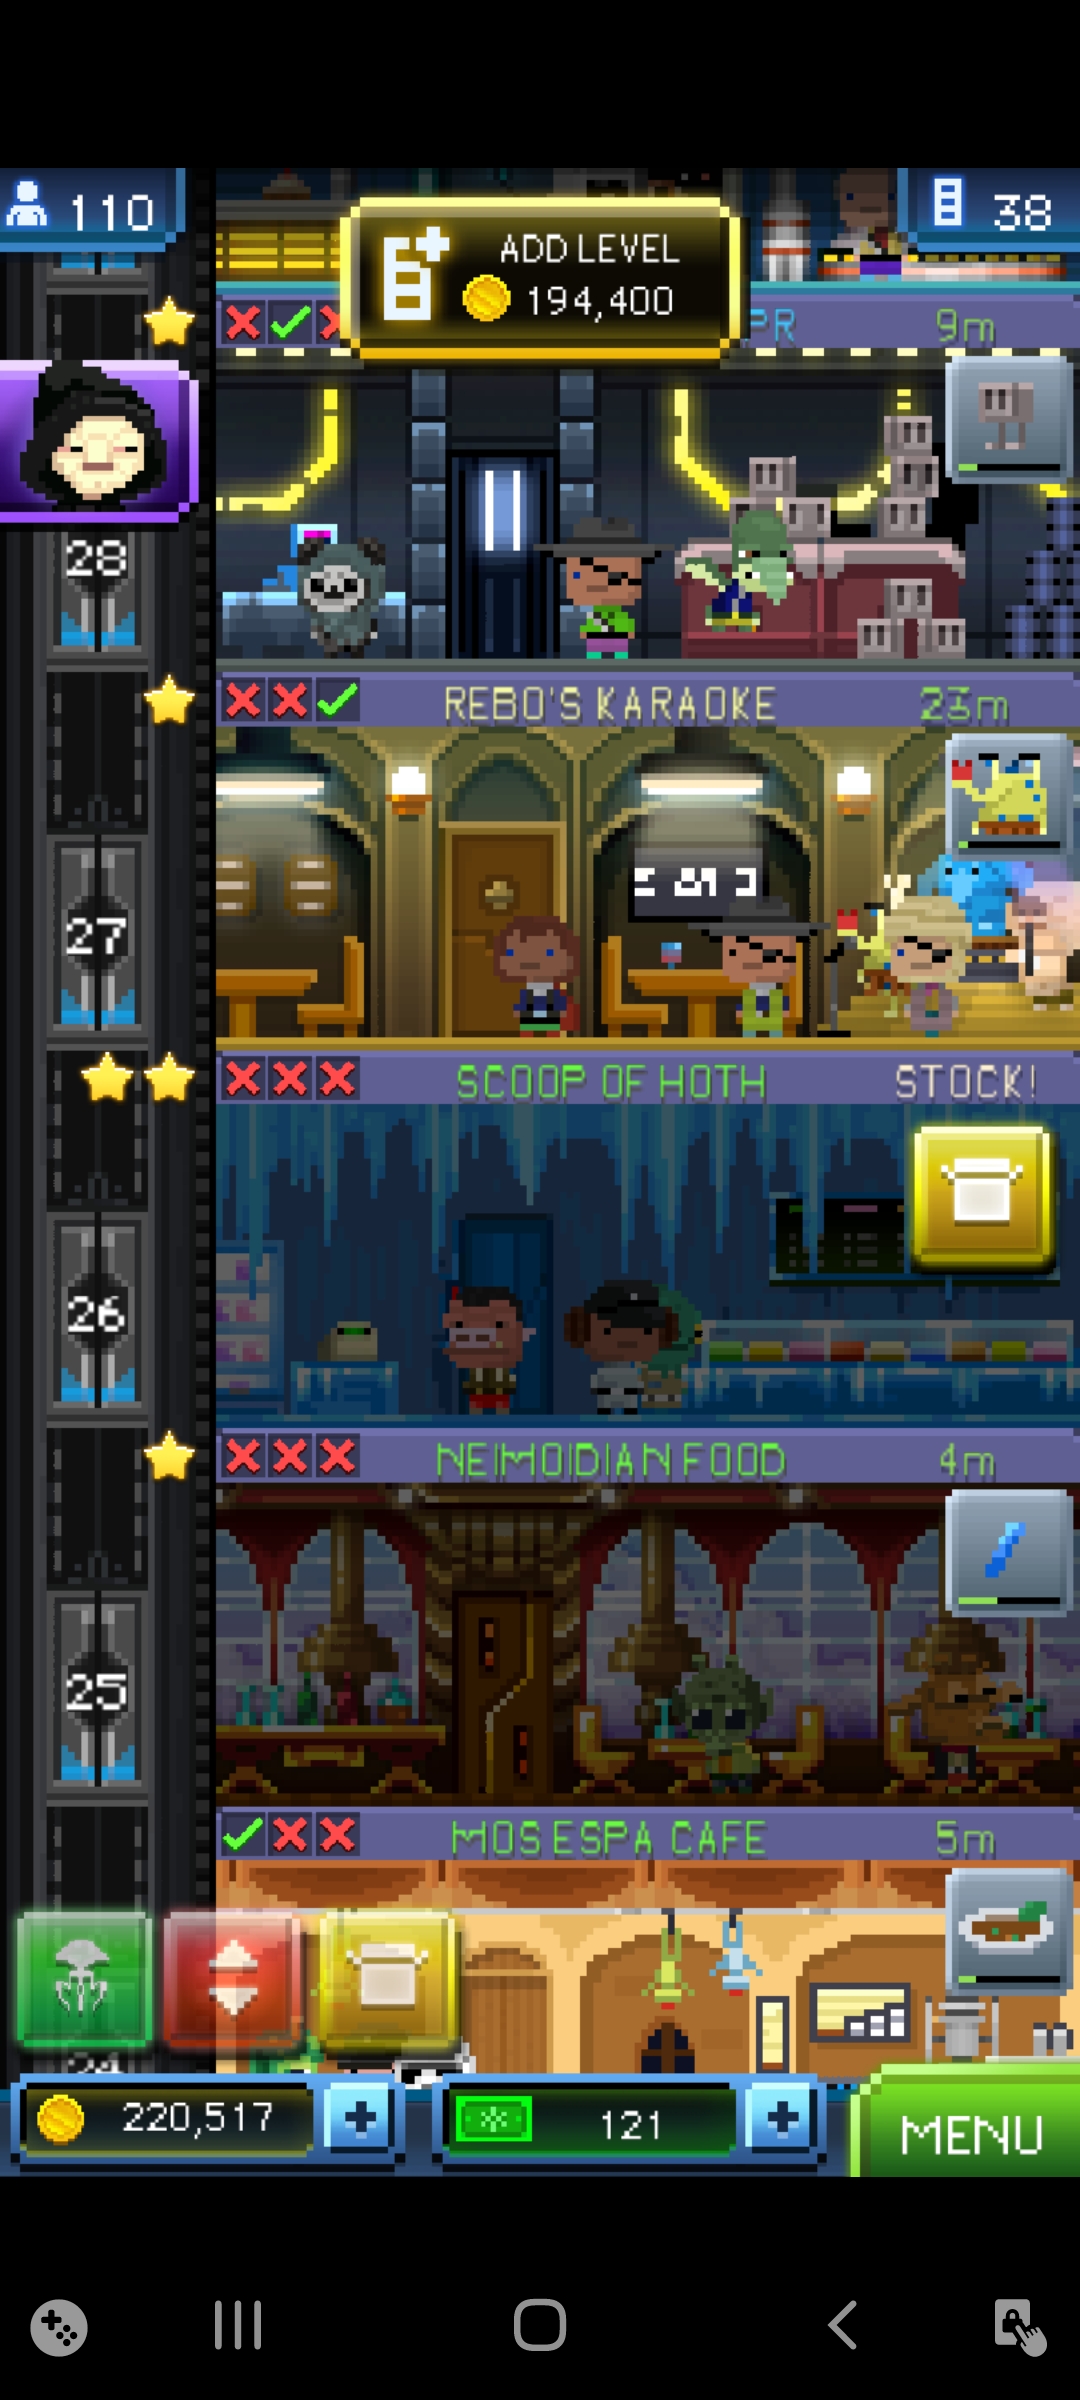 110
38
ADD LEVEL
194,400
PR 9m
28
REBO'S KARAOKE 23m
27
SCOOP OF HOTH STOCK!
26
NEIMOIDIAN FOOD 4m
25
MOS ESPA CAFE 5m
24
220,517
121
MENU